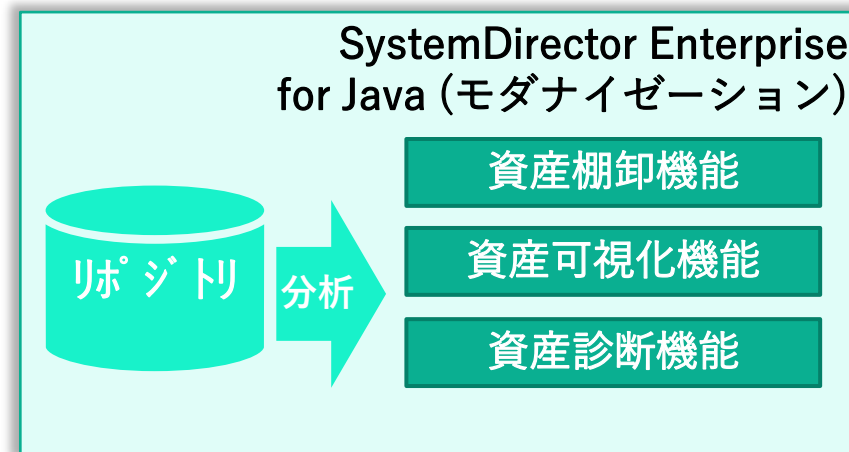 SystemDirector Enterprise
for Java (モダナイゼーション)
資産棚卸機能
資産可視化機能
ﾘﾎﾟｼﾞﾄﾘ
分析
資産診断機能